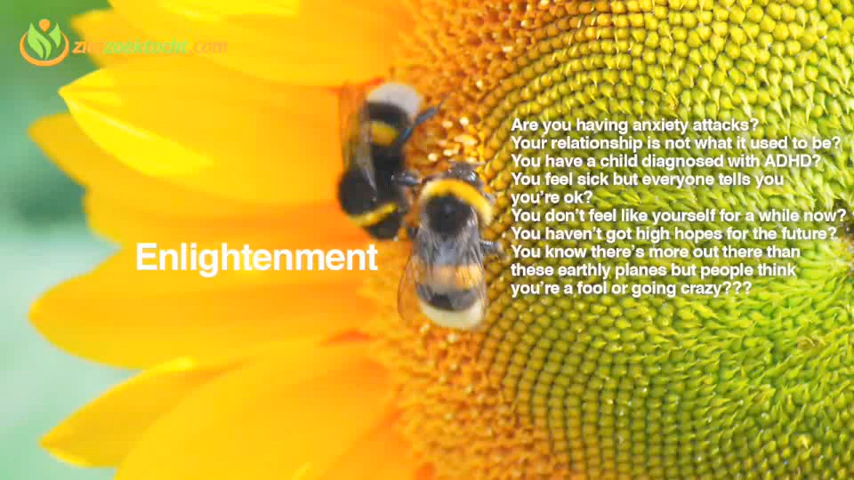 Enlightenment
Are you having anxiety attacks?
Your relationship is not what it used to be?
You have a child diagnosed with ADHD?
You feel sick but everyone tells you
you're ok?
You don't feel like yourself for a while now?
You haven't got high hopes for the future?
You know there's more out there than
these earthly planes but people think
you're a fool or going crazy???